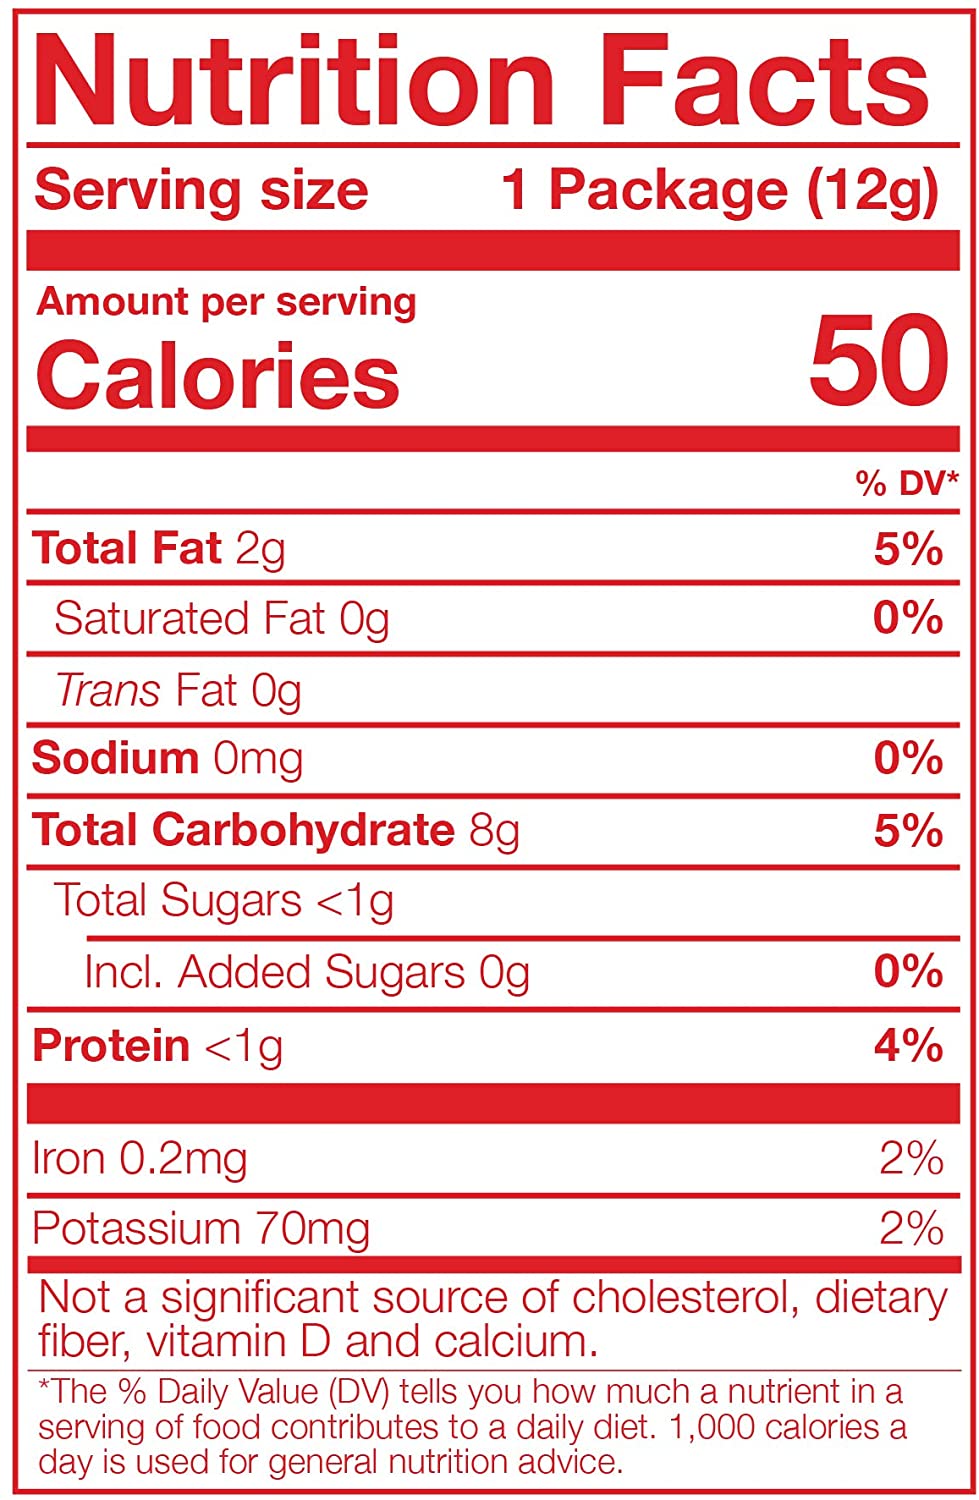 Nutrition Facts
Serving size 1 Package (12g)
Amount per serving
Calories 50
% DV*
Total Fat 2g 5%
Saturated Fat 0g 0%
Trans Fat 0g
Sodium 0mg 0%
Total Carbohydrate 8g 5%
Total Sugars <1g
Incl. Added Sugars 0g 0%
Protein <1g 4%
Iron 0.2mg 2%
Potassium 70mg 2%
Not a significant source of cholesterol, dietary
fiber, vitamin D and calcium.
*The % Daily Value (DV) tells you how much a nutrient in a
serving of food contributes to a daily diet. 1,000 calories a
day is used for general nutrition advice.